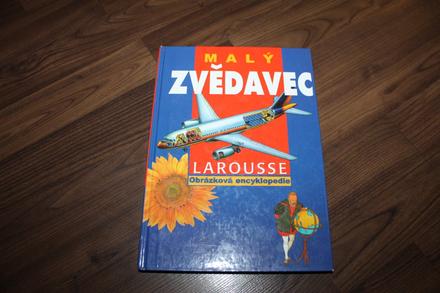 MALÝ
ZVĚDAVEC
LAROUSSE
Obrázková encyklopedie